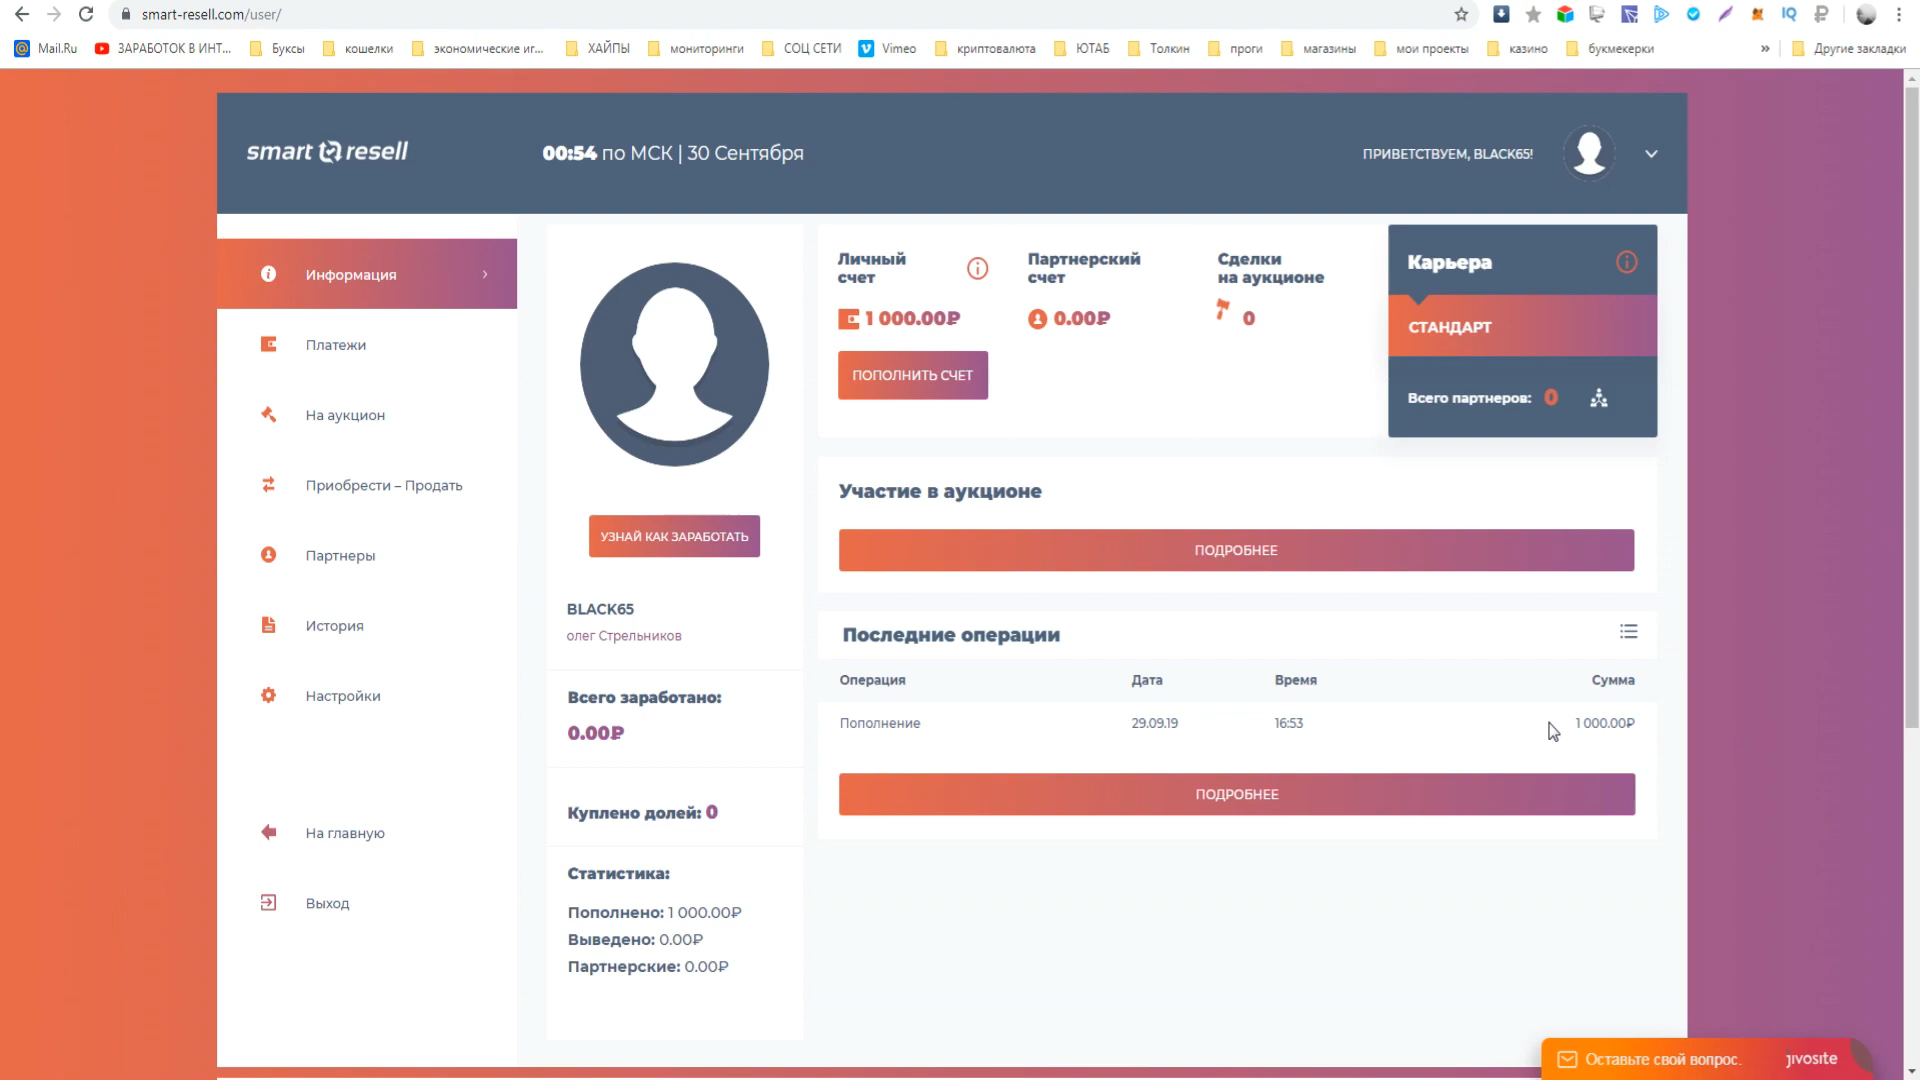 smart-resell.com/user/
Mail.Ru
ЗАРАБОТОК В ИНТ...
Буксы
кошелки
экономические иг...
ХАЙПЫ
мониторинги
СОЦ СЕТИ
Vimeo
криптовалюта
ЮТАБ
Толкин
проги
магазины
мои проекты
казино
букмекерки
»
Другие закладки
smart resell
00:54 по МСК | 30 Сентября
ПРИВЕТСТВУЕМ, BLACK65!
Информация
Платежи
На аукцион
Приобрести – Продать
Партнеры
История
Настройки
На главную
Выход
УЗНАЙ КАК ЗАРАБОТАТЬ
BLACK65
олег Стрельников
Всего заработано:
0.00₽
Куплено долей: 0
Статистика:
Пополнено: 1 000.00₽
Выведено: 0.00₽
Партнерские: 0.00₽
Личный
счет
1 000.00₽
ПОПОЛНИТЬ СЧЕТ
Партнерский
счет
0.00₽
Сделки
на аукционе
0
Карьера
СТАНДАРТ
Всего партнеров: 0
Участие в аукционе
ПОДРОБНЕЕ
Последние операции
Операция Дата Время Сумма
Пополнение 29.09.19 16:53 1 000.00₽
ПОДРОБНЕЕ
Оставьте свой вопрос. jivosite